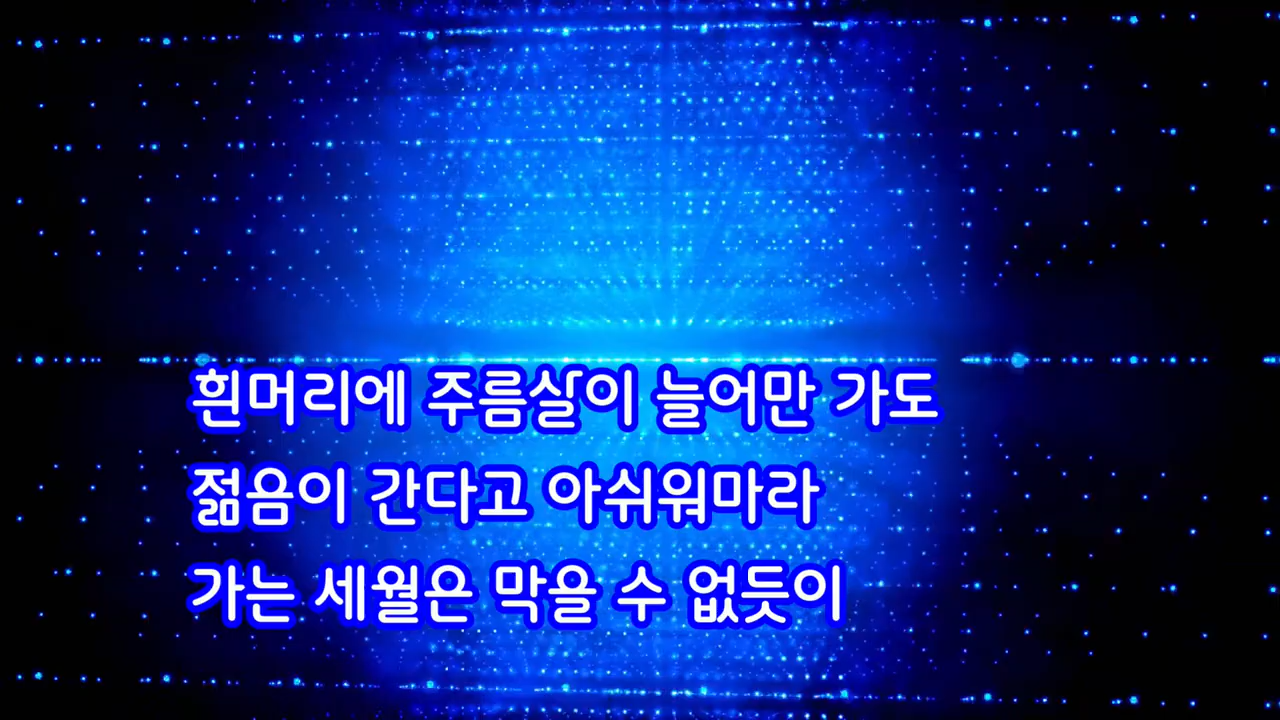 흰머리에 주름살이 늘어만 가도
젊음이 간다고 아쉬워마라
가는 세월은 막을 수 없듯이